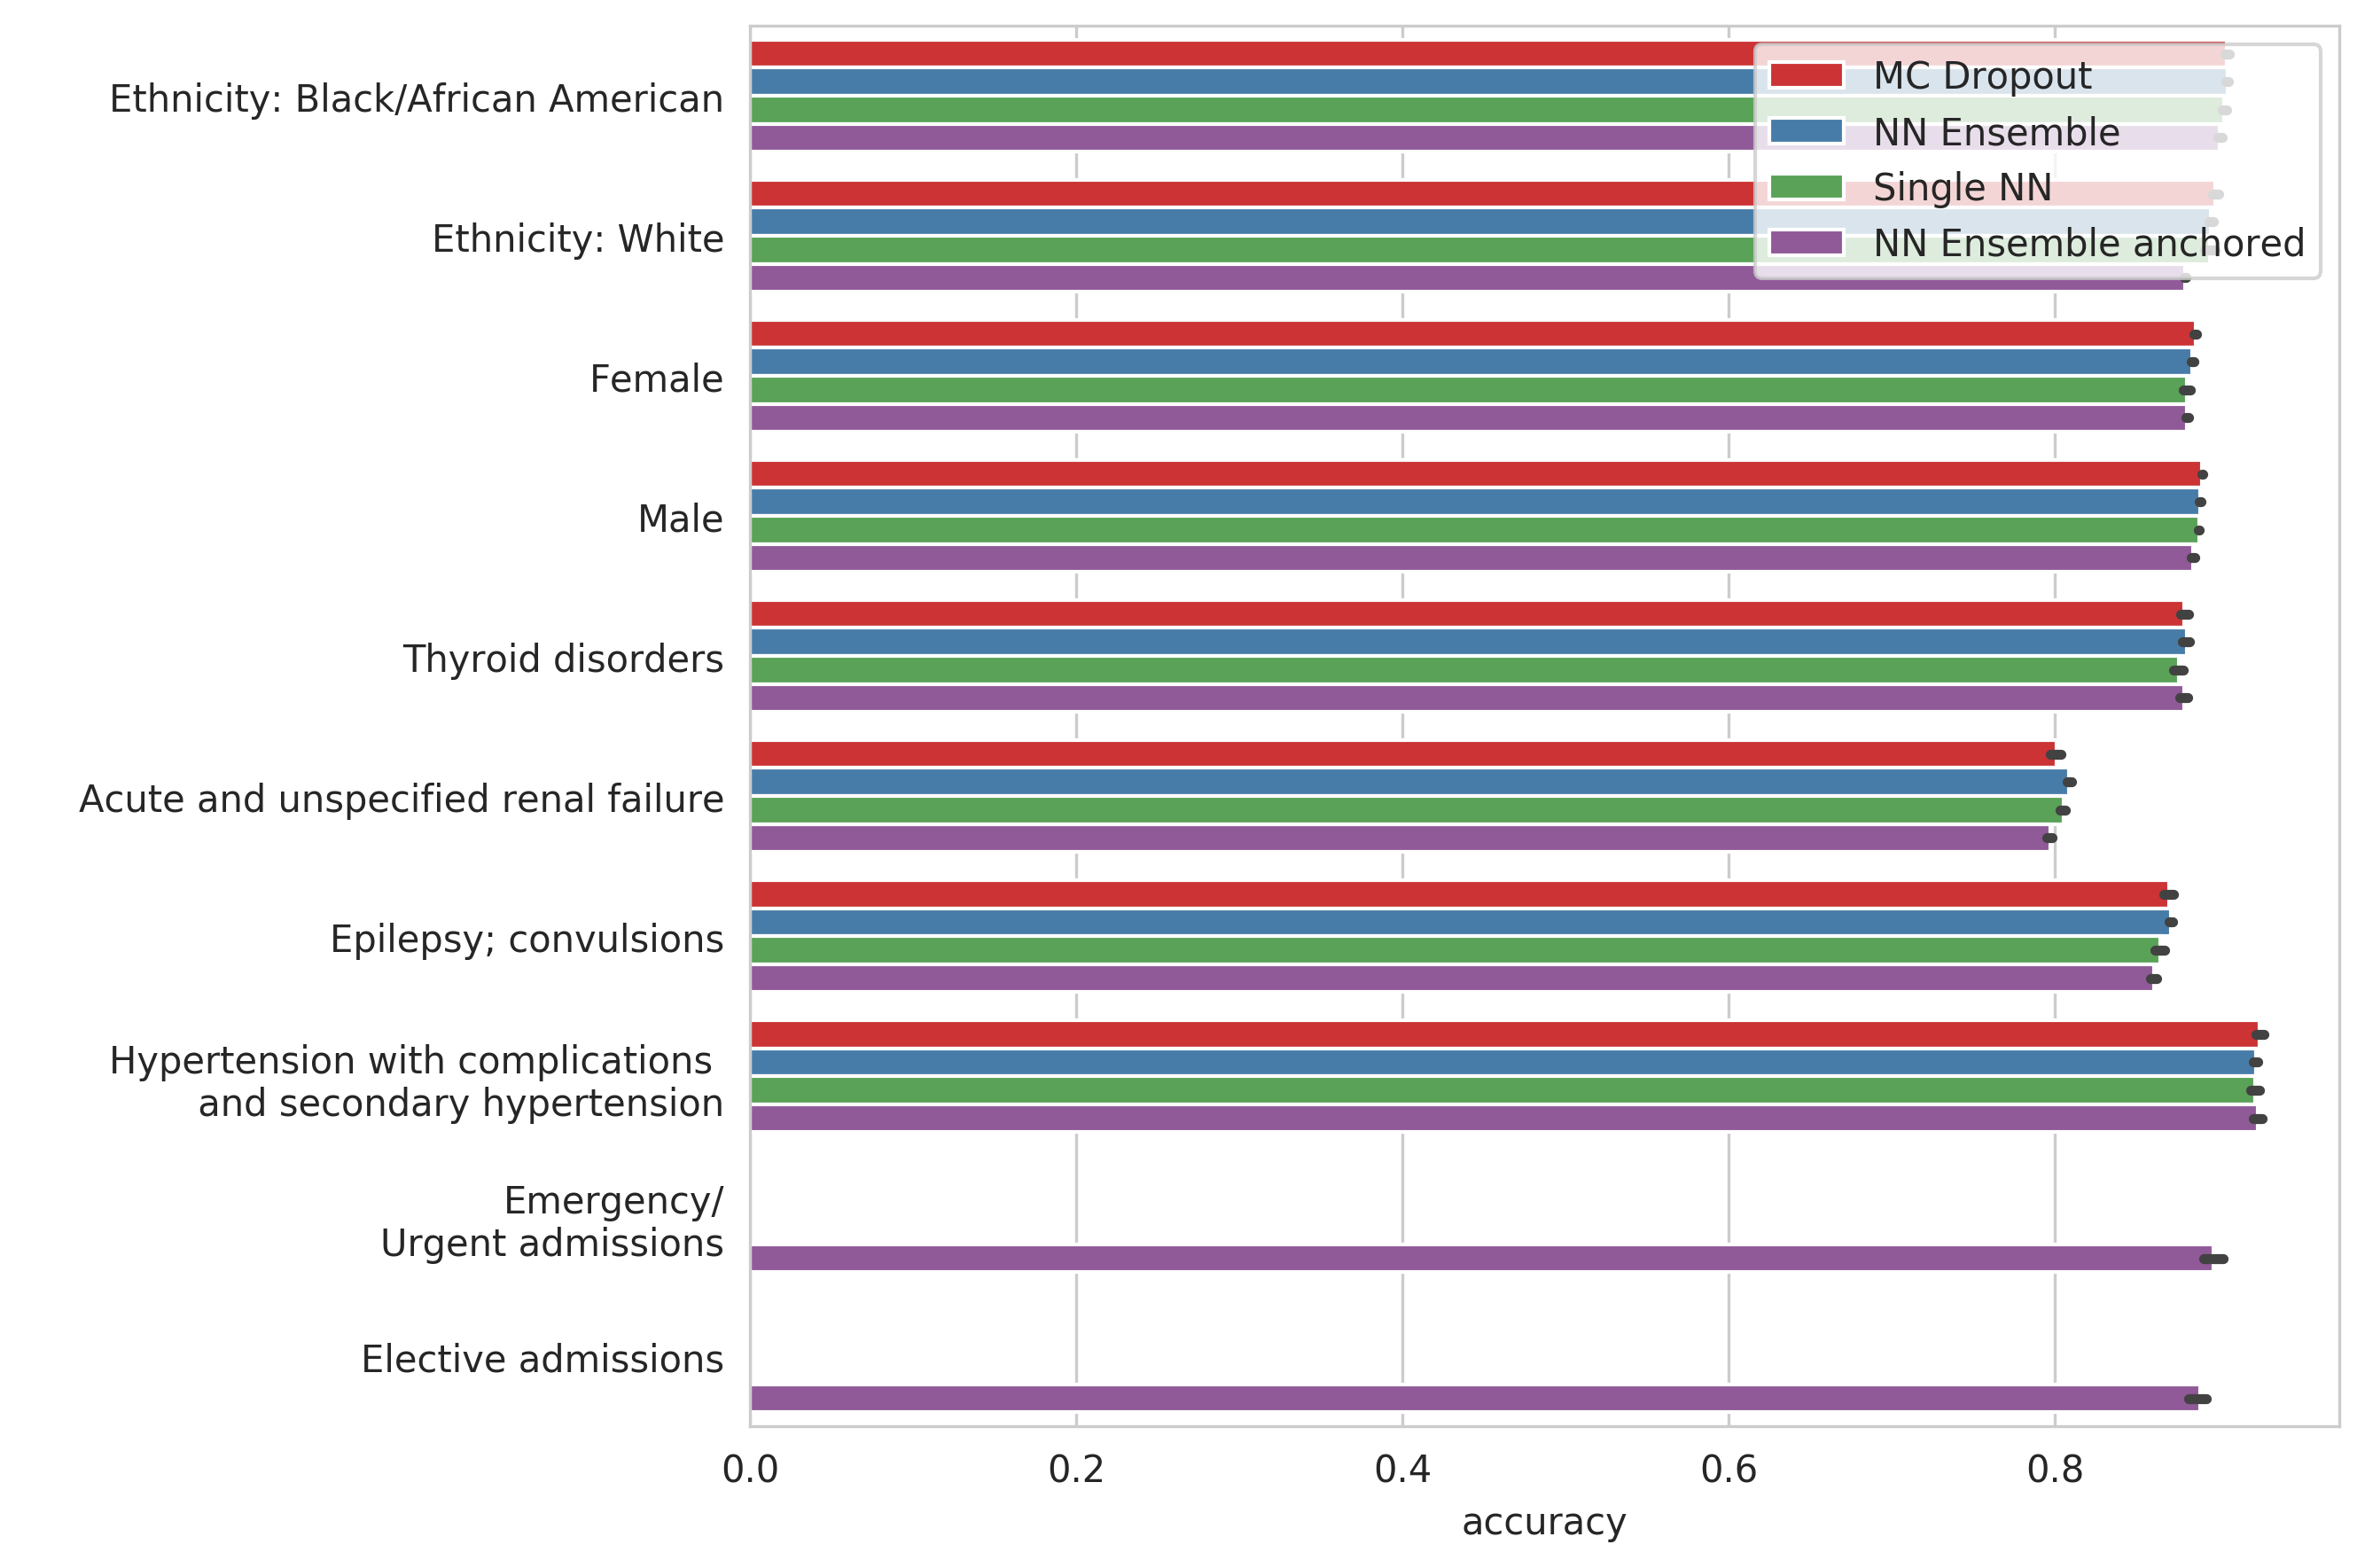 Ethnicity: Black/African American
Ethnicity: White
Female
Male
Thyroid disorders
Acute and unspecified renal failure
Epilepsy; convulsions
Hypertension with complications
and secondary hypertension
Emergency/
Urgent admissions
Elective admissions
MC Dropout
NN Ensemble
Single NN
NN Ensemble anchored
0.0 0.2 0.4 0.6 0.8
accuracy